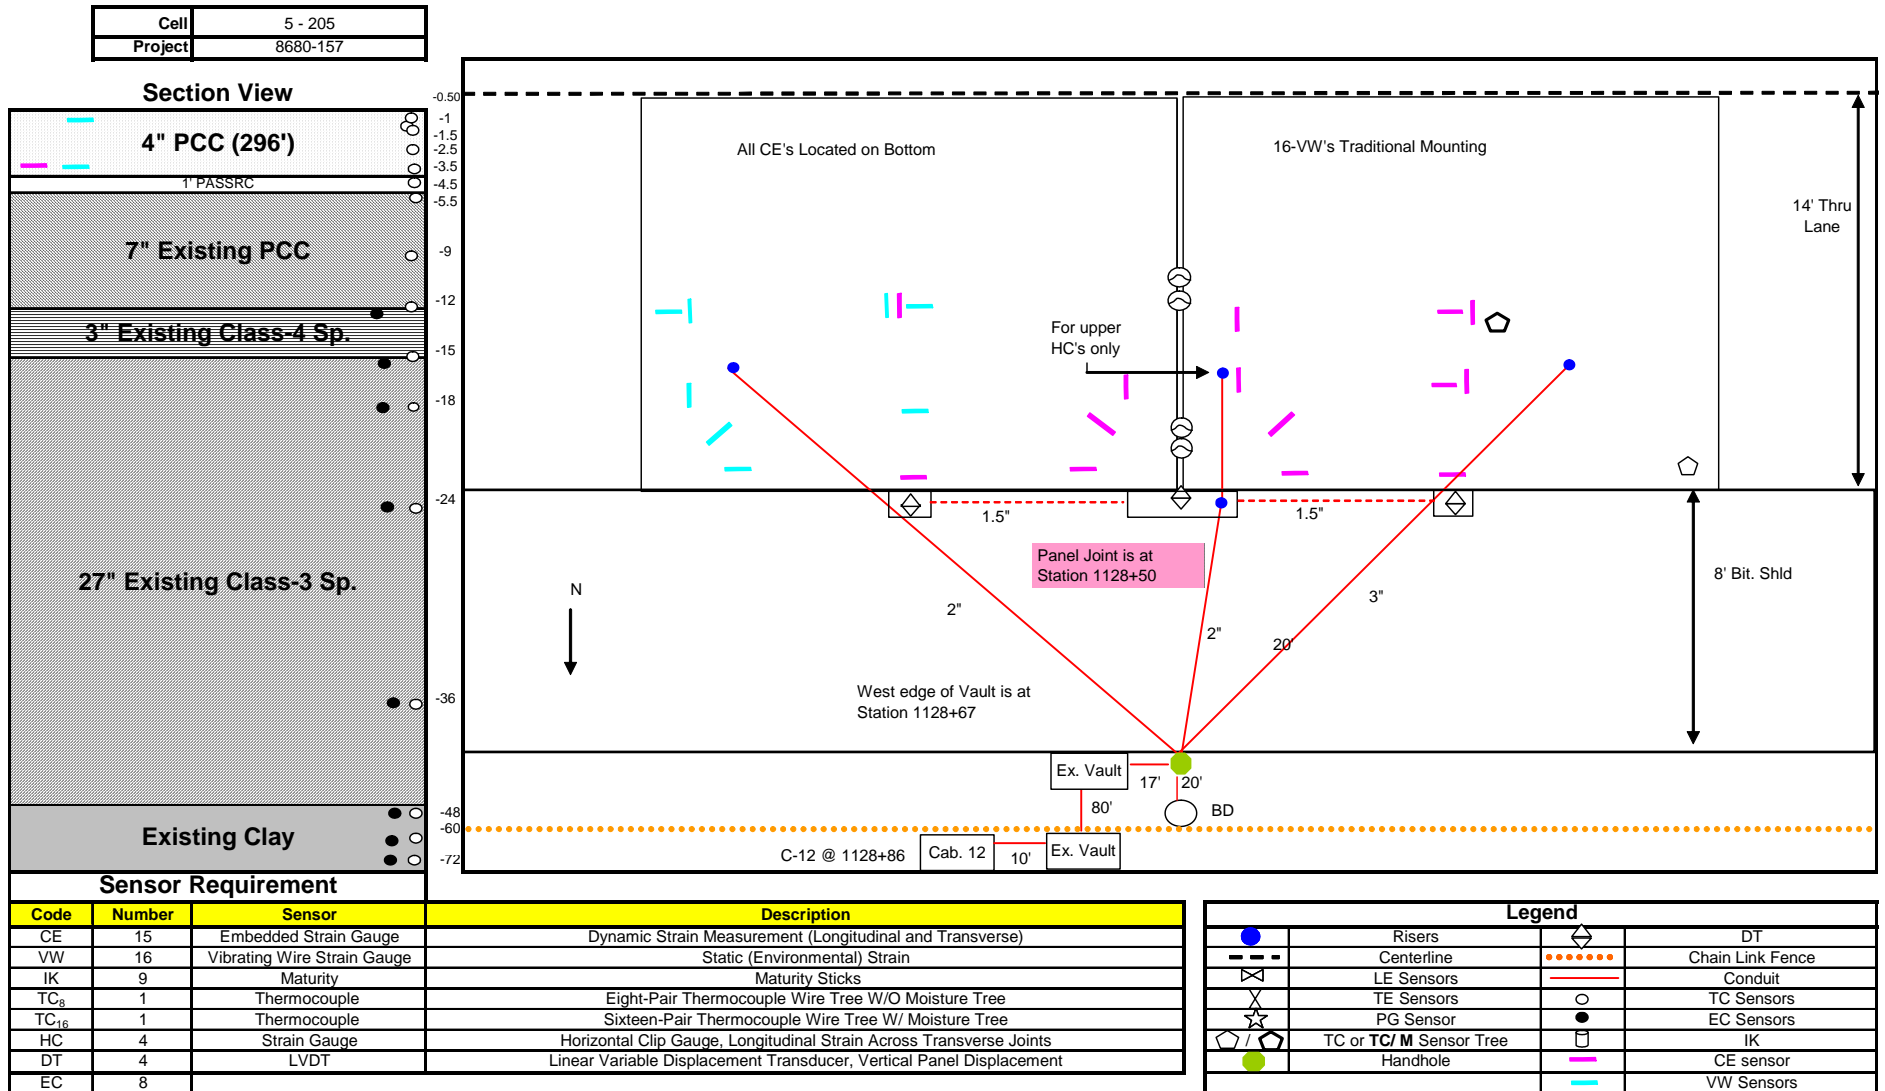 Cell 5 - 205
Project 8680-157
Section View
4" PCC (296')
1' PASSRC
7" Existing PCC
3" Existing Class-4 Sp.
27" Existing Class-3 Sp.
Existing Clay
-0.50
-1
-1.5
-2.5
-3.5
-4.5
-5.5
-9
-12
-15
-18
-24
-36
-48
-60
-72
All CE's Located on Bottom
16-VW's Traditional Mounting
14' Thru
Lane
For upper
HC's only
1.5"
1.5"
Panel Joint is at
Station 1128+50
8' Bit. Shld
N
2"
2"
3"
20'
West edge of Vault is at
Station 1128+67
Ex. Vault
17'
20'
80'
BD
C-12 @ 1128+86
Cab. 12
10'
Ex. Vault
Sensor Requirement
Code Number Sensor Description
CE 15 Embedded Strain Gauge Dynamic Strain Measurement (Longitudinal and Transverse)
VW 16 Vibrating Wire Strain Gauge Static (Environmental) Strain
IK 9 Maturity Maturity Sticks
TC8 1 Thermocouple Eight-Pair Thermocouple Wire Tree W/O Moisture Tree
TC16 1 Thermocouple Sixteen-Pair Thermocouple Wire Tree W/ Moisture Tree
HC 4 Strain Gauge Horizontal Clip Gauge, Longitudinal Strain Across Transverse Joints
DT 4 LVDT Linear Variable Displacement Transducer, Vertical Panel Displacement
EC 8
Legend
Risers DT
Centerline Chain Link Fence
LE Sensors Conduit
TE Sensors TC Sensors
PG Sensor EC Sensors
/ TC or TC/ M Sensor Tree IK
Handhole CE sensor
VW Sensors